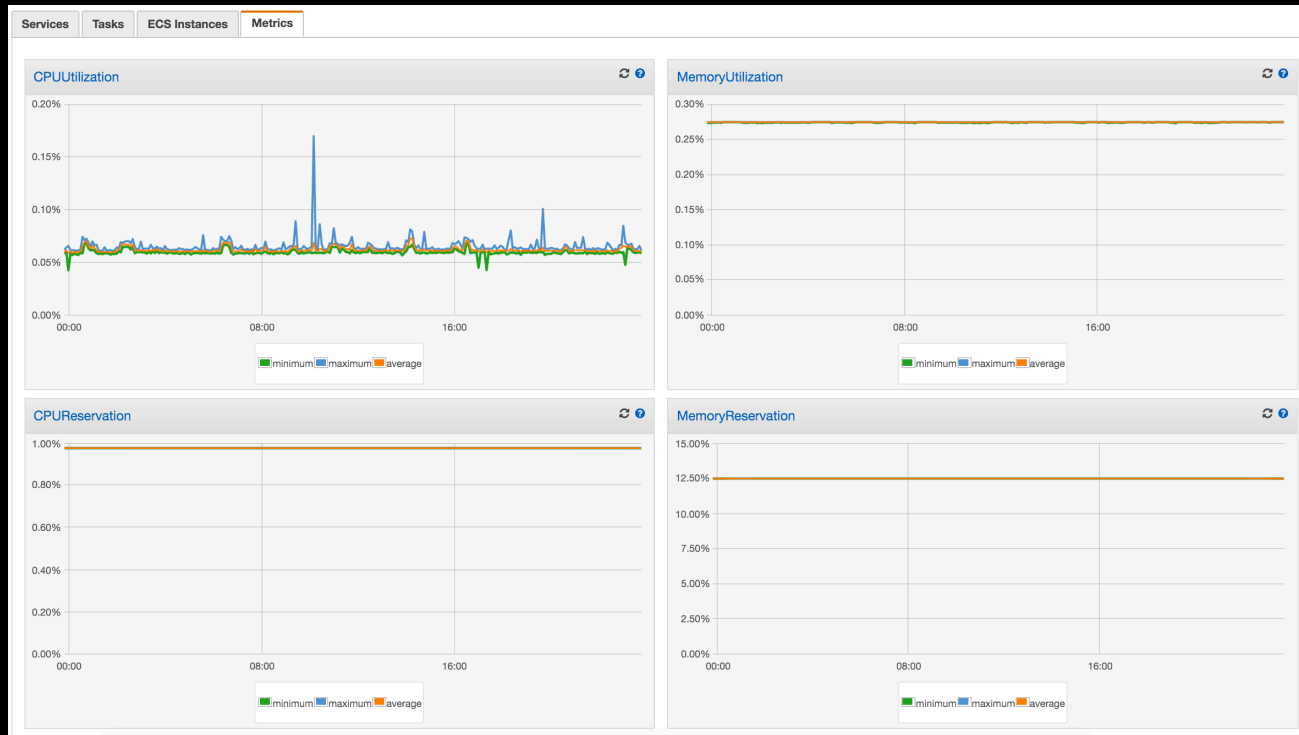 Services Tasks ECS Instances Metrics
CPUUtilization
0.20%
0.15%
0.10%
0.05%
0.00%
00:00 08:00 16:00
minimum maximum average
MemoryUtilization
0.30%
0.25%
0.20%
0.15%
0.10%
0.05%
0.00%
00:00 08:00 16:00
minimum maximum average
CPUReservation
1.00%
0.80%
0.60%
0.40%
0.20%
0.00%
00:00 08:00 16:00
minimum maximum average
MemoryReservation
15.00%
12.50%
10.00%
7.50%
5.00%
2.50%
0.00%
00:00 08:00 16:00
minimum maximum average